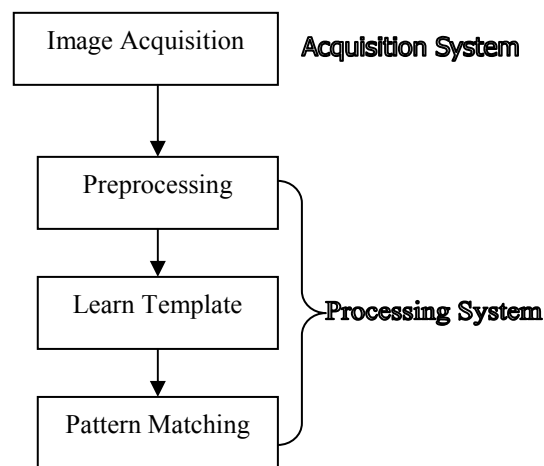 Image Acquisition
Acquisition System
Preprocessing
Learn Template
Processing System
Pattern Matching